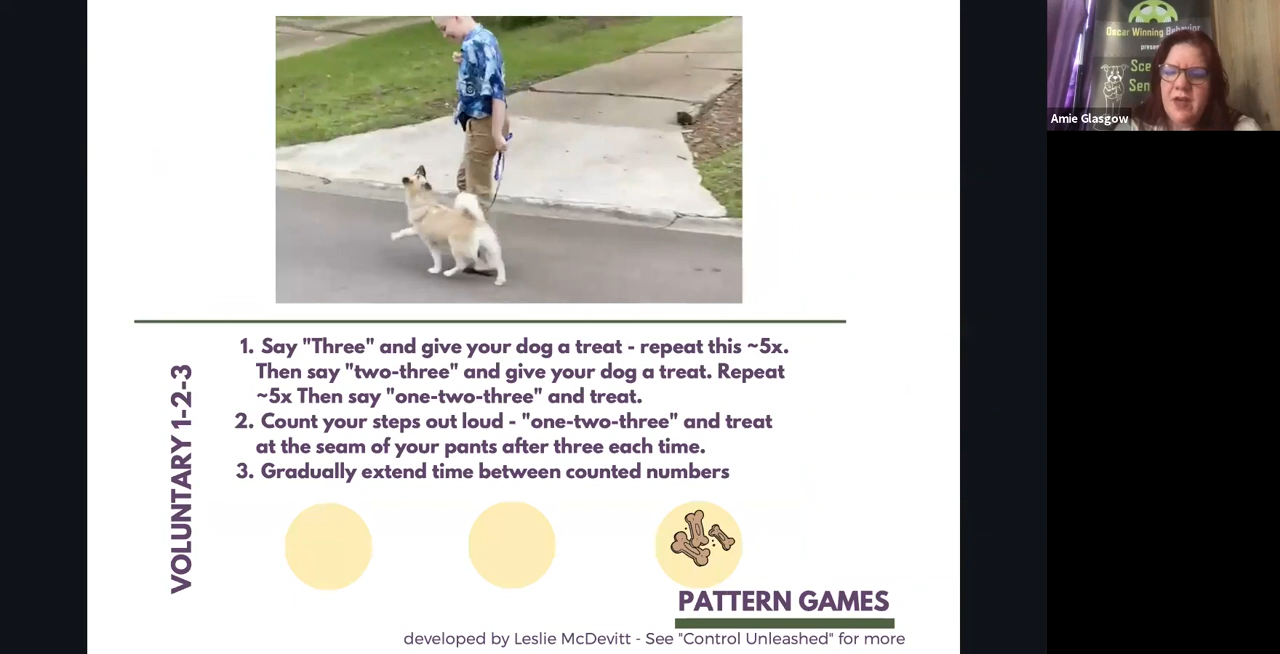 Oscar Winning Behavior
Amie Glasgow
VOLUNTARY 1-2-3
1. Say "Three" and give your dog a treat - repeat this ~5x.
Then say "two-three" and give your dog a treat. Repeat
~5x Then say "one-two-three" and treat.
2. Count your steps out loud - "one-two-three" and treat
at the seam of your pants after three each time.
3. Gradually extend time between counted numbers
PATTERN GAMES
developed by Leslie McDevitt - See "Control Unleashed" for more